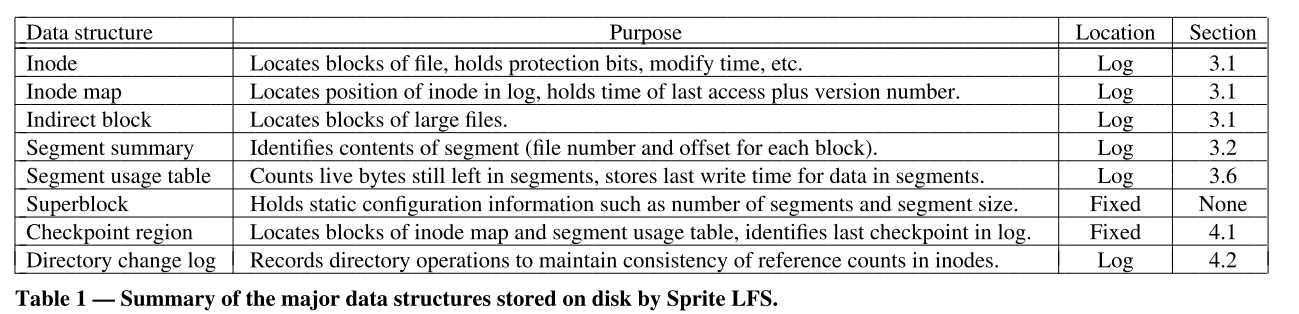 Data structure Purpose Location Section
Inode Locates blocks of file, holds protection bits, modify time, etc. Log 3.1
Inode map Locates position of inode in log, holds time of last access plus version number. Log 3.1
Indirect block Locates blocks of large files. Log 3.1
Segment summary Identifies contents of segment (file number and offset for each block). Log 3.2
Segment usage table Counts live bytes still left in segments, stores last write time for data in segments. Log 3.6
Superblock Holds static configuration information such as number of segments and segment size. Fixed None
Checkpoint region Locates blocks of inode map and segment usage table, identifies last checkpoint in log. Fixed 4.1
Directory change log Records directory operations to maintain consistency of reference counts in inodes. Log 4.2
Table 1 — Summary of the major data structures stored on disk by Sprite LFS.